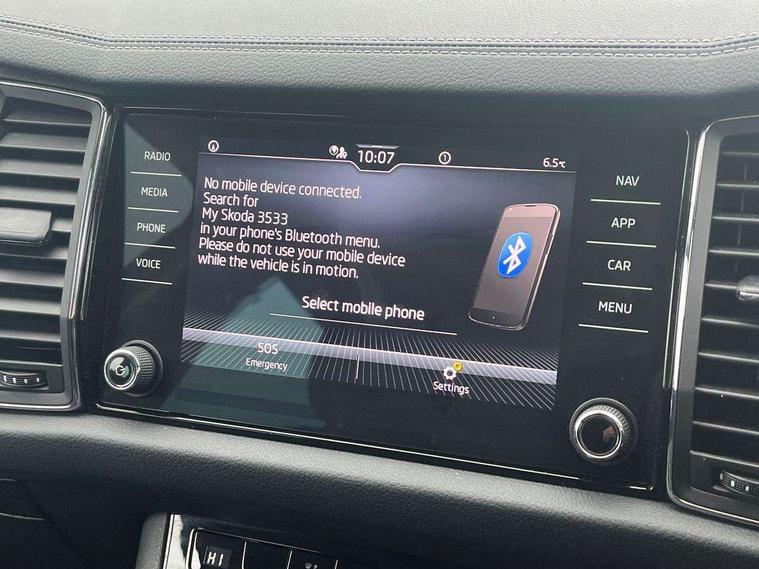 RADIO
MEDIA
PHONE
VOICE
10:07
1
6.5°C
No mobile device connected.
Search for
My Skoda 3533
in your phone's Bluetooth menu.
Please do not use your mobile device
while the vehicle is in motion.
Select mobile phone
SOS
Emergency
Settings
NAV
APP
CAR
MENU
HI